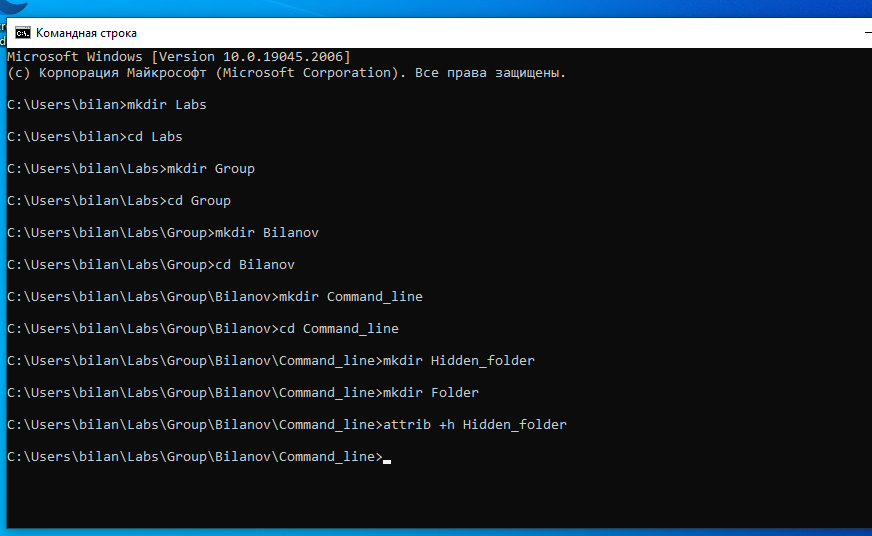 Командная строка
Microsoft Windows [Version 10.0.19045.2006]
(c) Корпорация Майкрософт (Microsoft Corporation). Все права защищены.
C:\Users\bilan>mkdir Labs
C:\Users\bilan>cd Labs
C:\Users\bilan\Labs>mkdir Group
C:\Users\bilan\Labs>cd Group
C:\Users\bilan\Labs\Group>mkdir Bilanov
C:\Users\bilan\Labs\Group>cd Bilanov
C:\Users\bilan\Labs\Group\Bilanov>mkdir Command_line
C:\Users\bilan\Labs\Group\Bilanov>cd Command_line
C:\Users\bilan\Labs\Group\Bilanov\Command_line>mkdir Hidden_folder
C:\Users\bilan\Labs\Group\Bilanov\Command_line>mkdir Folder
C:\Users\bilan\Labs\Group\Bilanov\Command_line>attrib +h Hidden_folder
C:\Users\bilan\Labs\Group\Bilanov\Command_line>